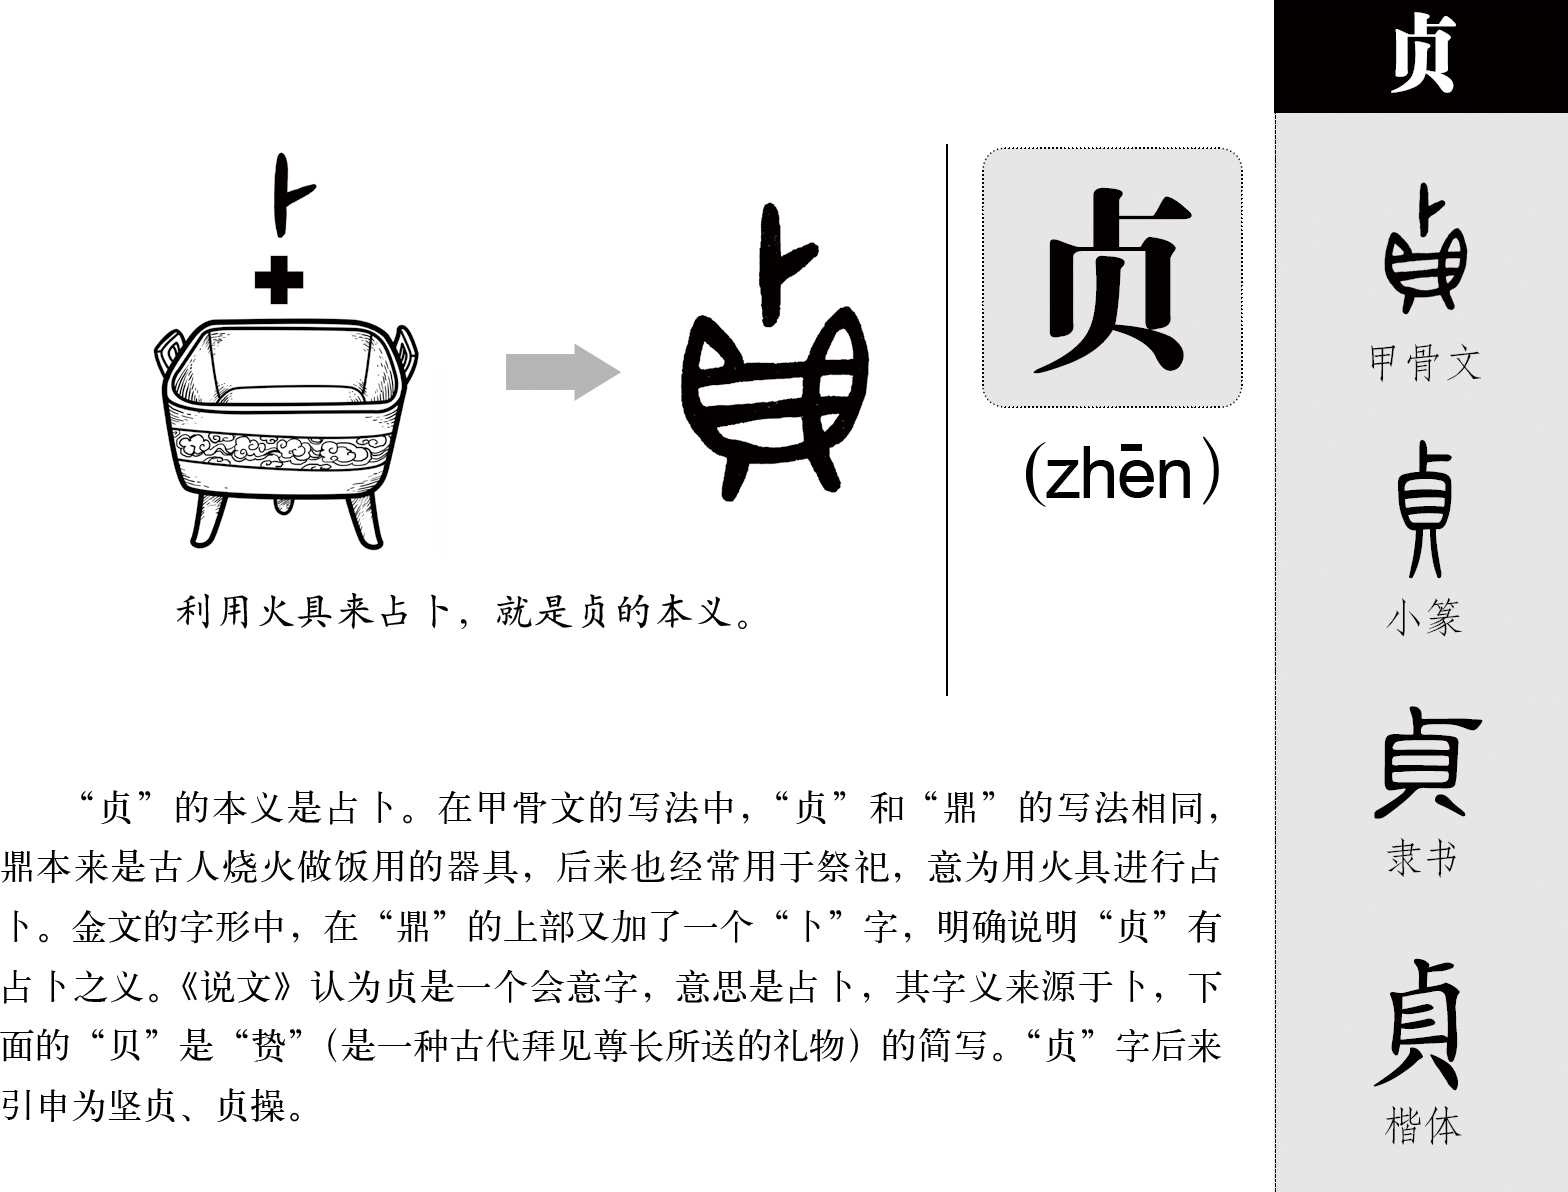 贞
卜
贞
(zhēn)
利用火具来占卜，就是贞的本义。
“贞”的本义是占卜。在甲骨文的写法中，“贞”和“鼎”的写法相同，
鼎本来是古人烧火做饭用的器具，后来也经常用于祭祀，意为用火具进行占
卜。金文的字形中，在“鼎”的上部又加了一个“卜”字，明确说明“贞”有
占卜之义。《说文》认为贞是一个会意字，意思是占卜，其字义来源于卜，下
面的“贝”是“贽”（是一种古代拜见尊长所送的礼物）的简写。“贞”字后来
引申为坚贞、贞操。
甲骨文
貞
小篆
貞
隶书
貞
楷体